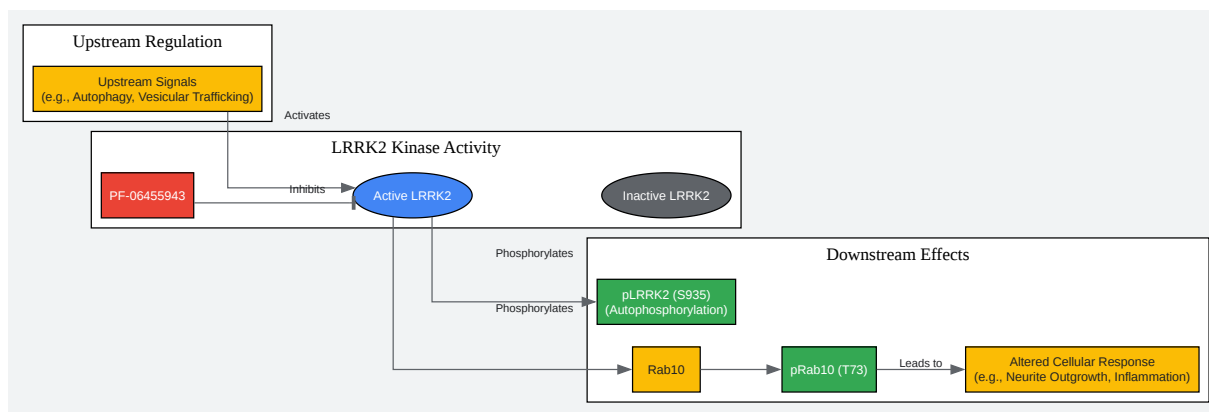 Upstream Regulation
Upstream Signals
(e.g., Autophagy, Vesicular Trafficking)
Activates
LRRK2 Kinase Activity
PF-06455943
Inhibits
Active LRRK2
Inactive LRRK2
Phosphorylates
Downstream Effects
pLRRK2 (S935)
(Autophosphorylation)
Phosphorylates
Rab10
pRab10 (T73)
Leads to
Altered Cellular Response
(e.g., Neurite Outgrowth, Inflammation)